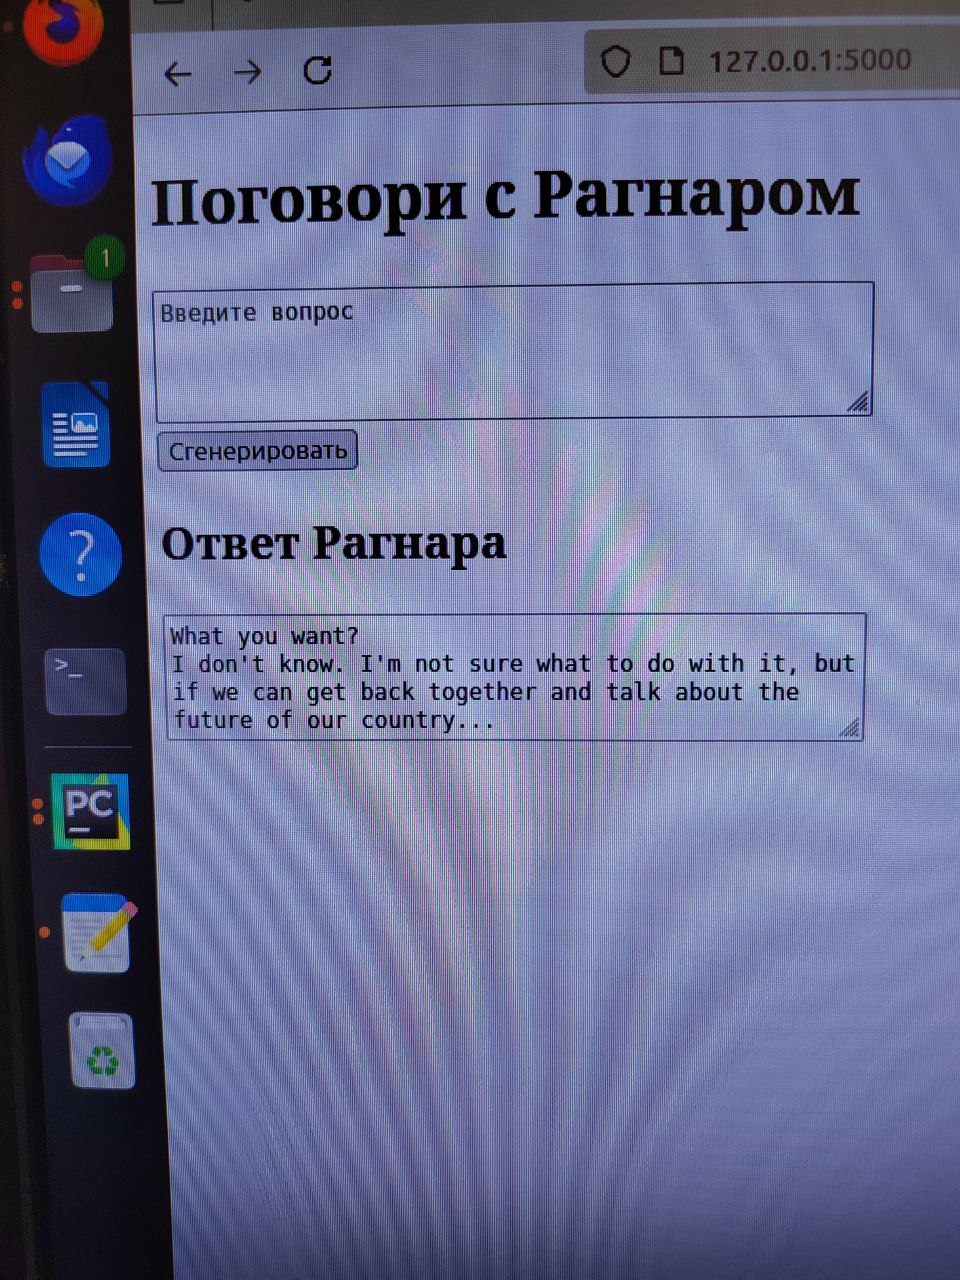 127.0.0.1:5000
Поговори с Рагнаром
1
Введите вопрос
Сгенерировать
Ответ Рагнара
?
What you want?
I don't know. I'm not sure what to do with it, but
if we can get back together and talk about the
future of our country...
>_
PC